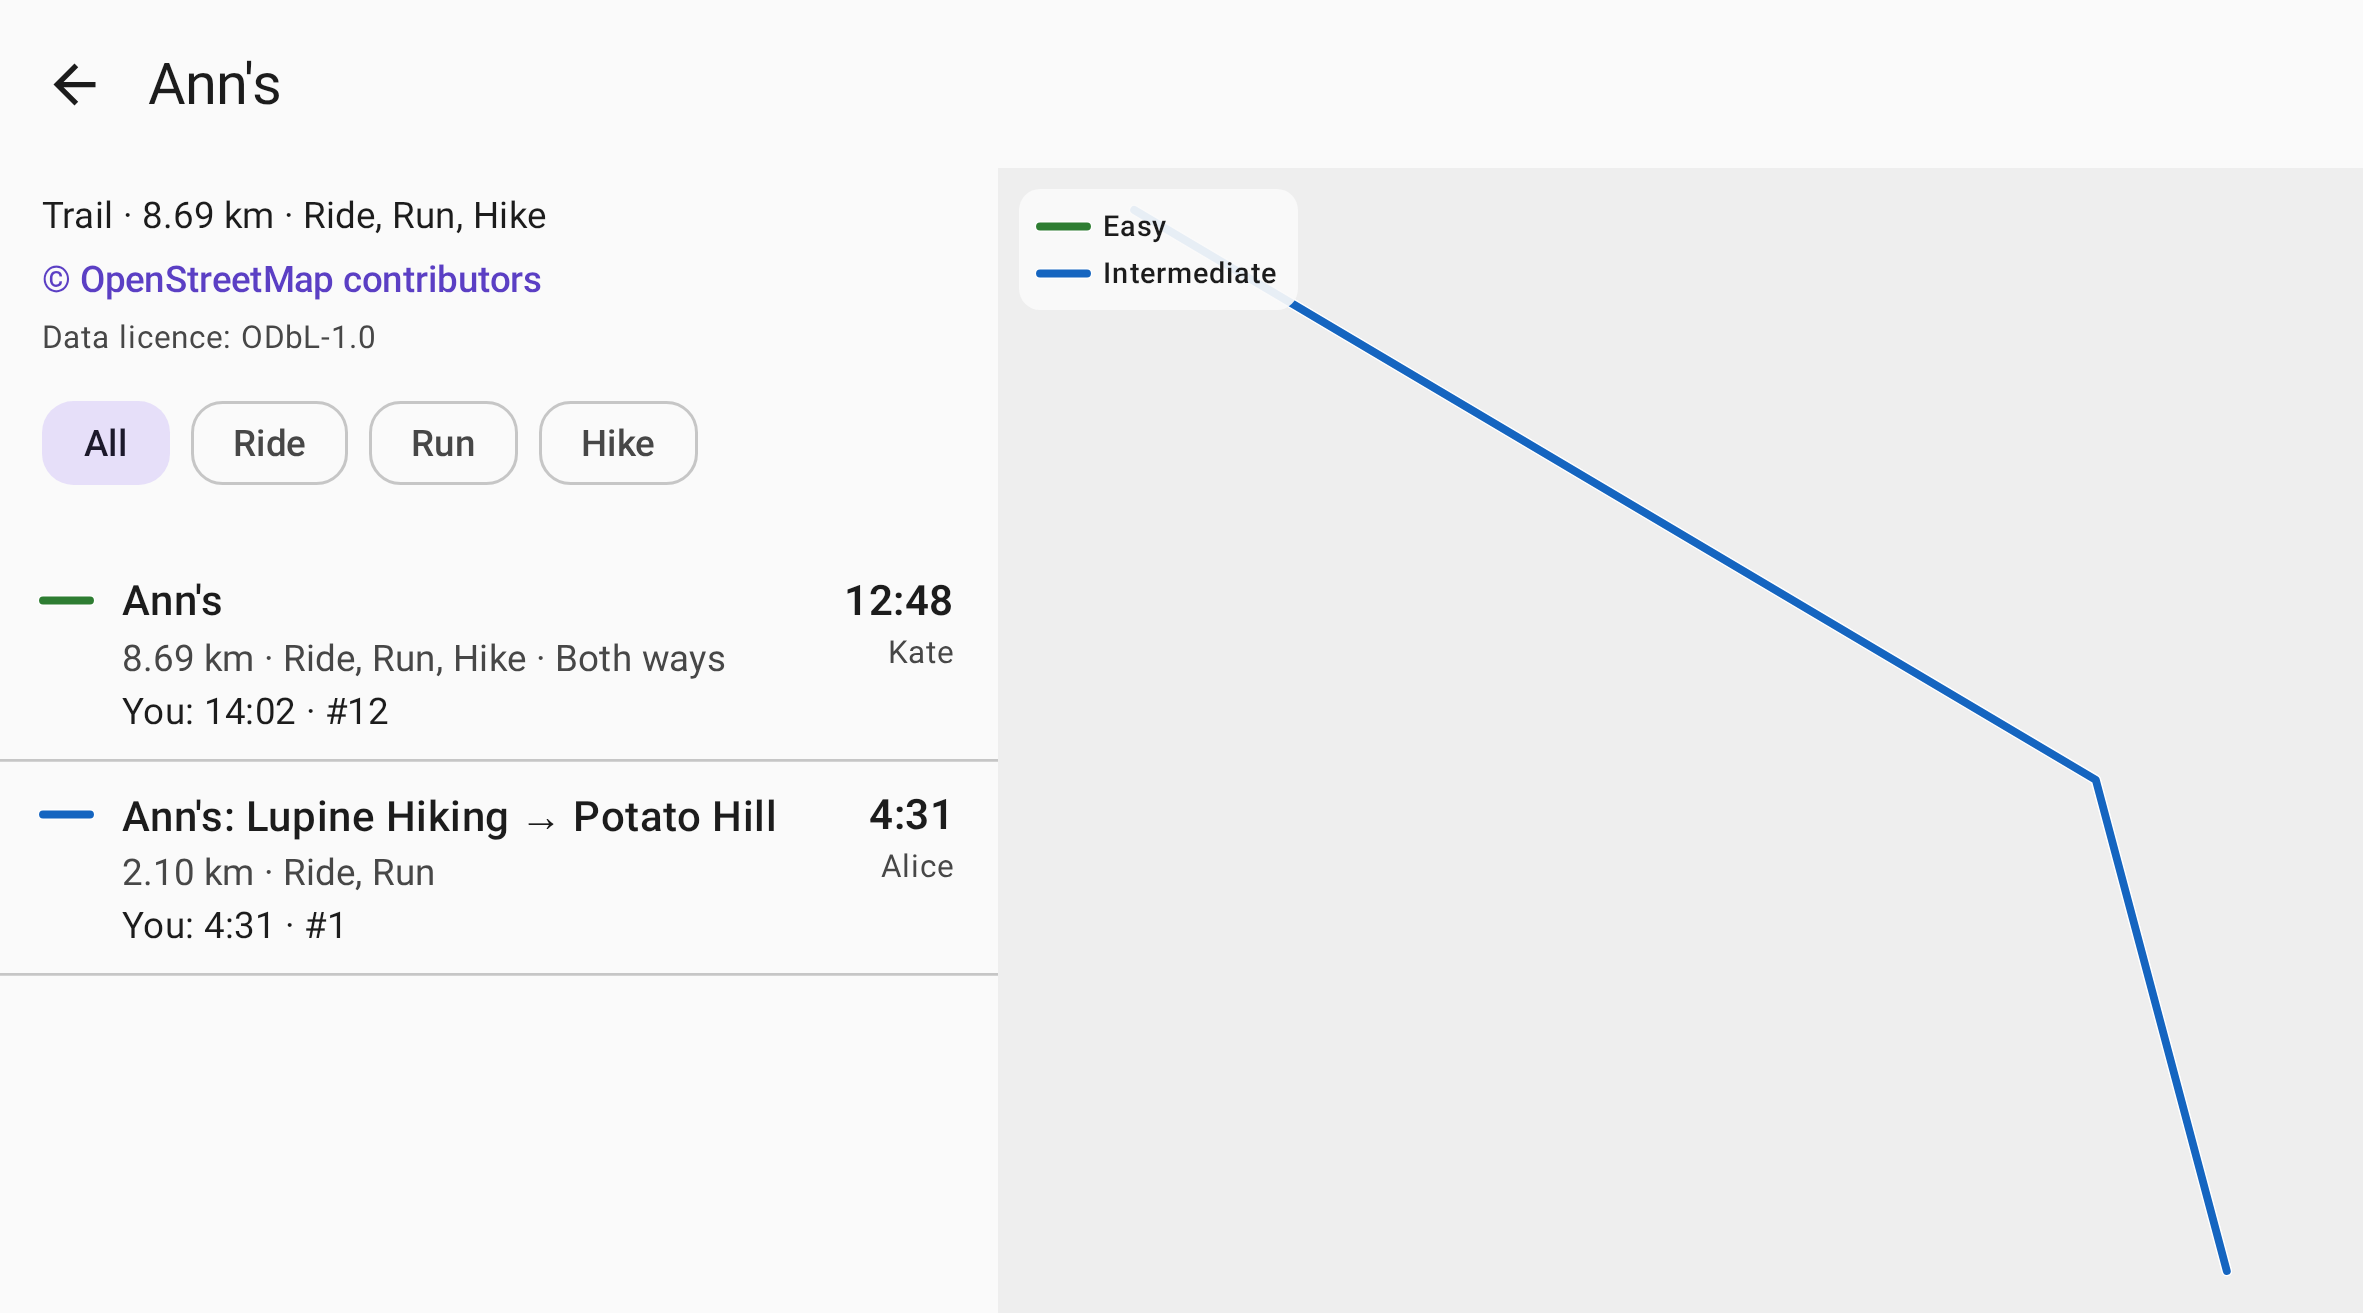 Ann's
Trail · 8.69 km · Ride, Run, Hike
© OpenStreetMap contributors
Data licence: ODbL-1.0
All
Ride
Run
Hike
Ann's
12:48
8.69 km · Ride, Run, Hike · Both ways
Kate
You: 14:02 · #12
Ann's: Lupine Hiking → Potato Hill
4:31
2.10 km · Ride, Run
Alice
You: 4:31 · #1
Easy
Intermediate